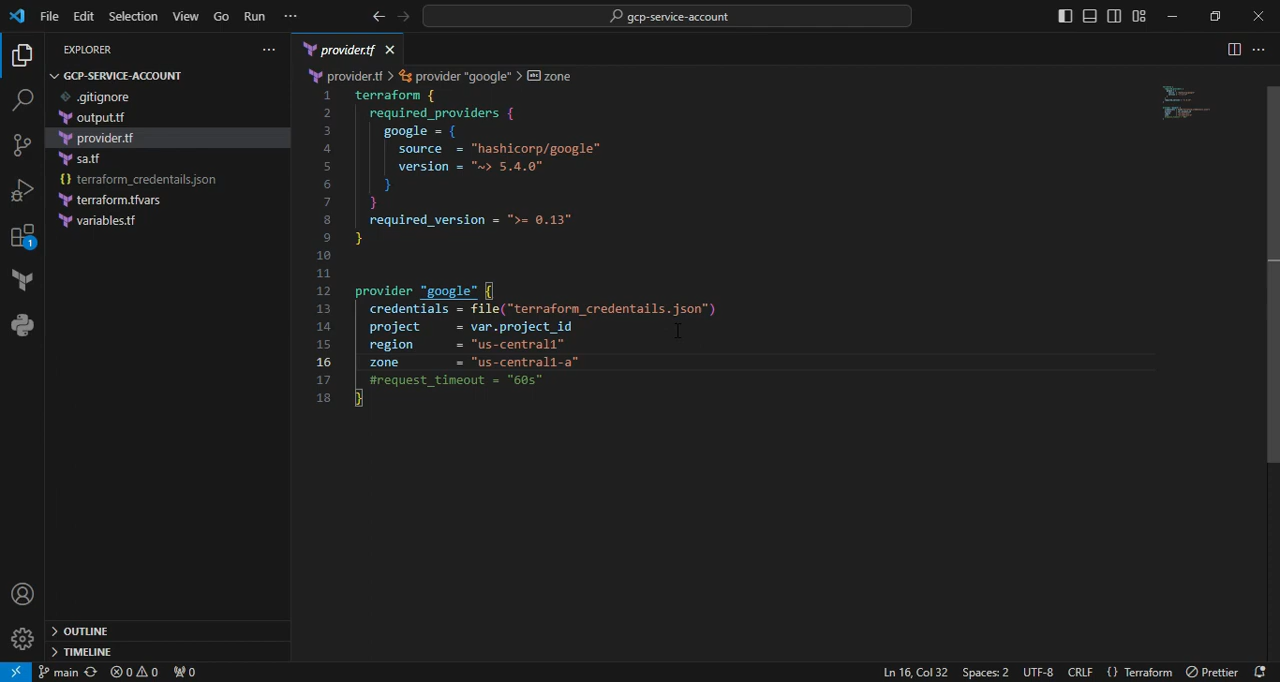 File Edit Selection View Go Run ···
gcp-service-account
EXPLORER
GCP-SERVICE-ACCOUNT
.gitignore
output.tf
provider.tf
sa.tf
{} terraform_credentails.json
terraform.tfvars
variables.tf
1
OUTLINE
TIMELINE
provider.tf
provider.tf > provider "google" > zone
1 terraform {
2 required_providers {
3 google = {
4 source = "hashicorp/google"
5 version = "~> 5.4.0"
6 }
7 }
8 required_version = ">= 0.13"
9 }
10
11
12 provider "google" {
13 credentials = file("terraform_credentails.json")
14 project = var.project_id
15 region = "us-central1"
16 zone = "us-central1-a"
17 #request_timeout = "60s"
18 }
main 0 0 0 Ln 16, Col 32 Spaces: 2 UTF-8 CRLF {} Terraform Prettier